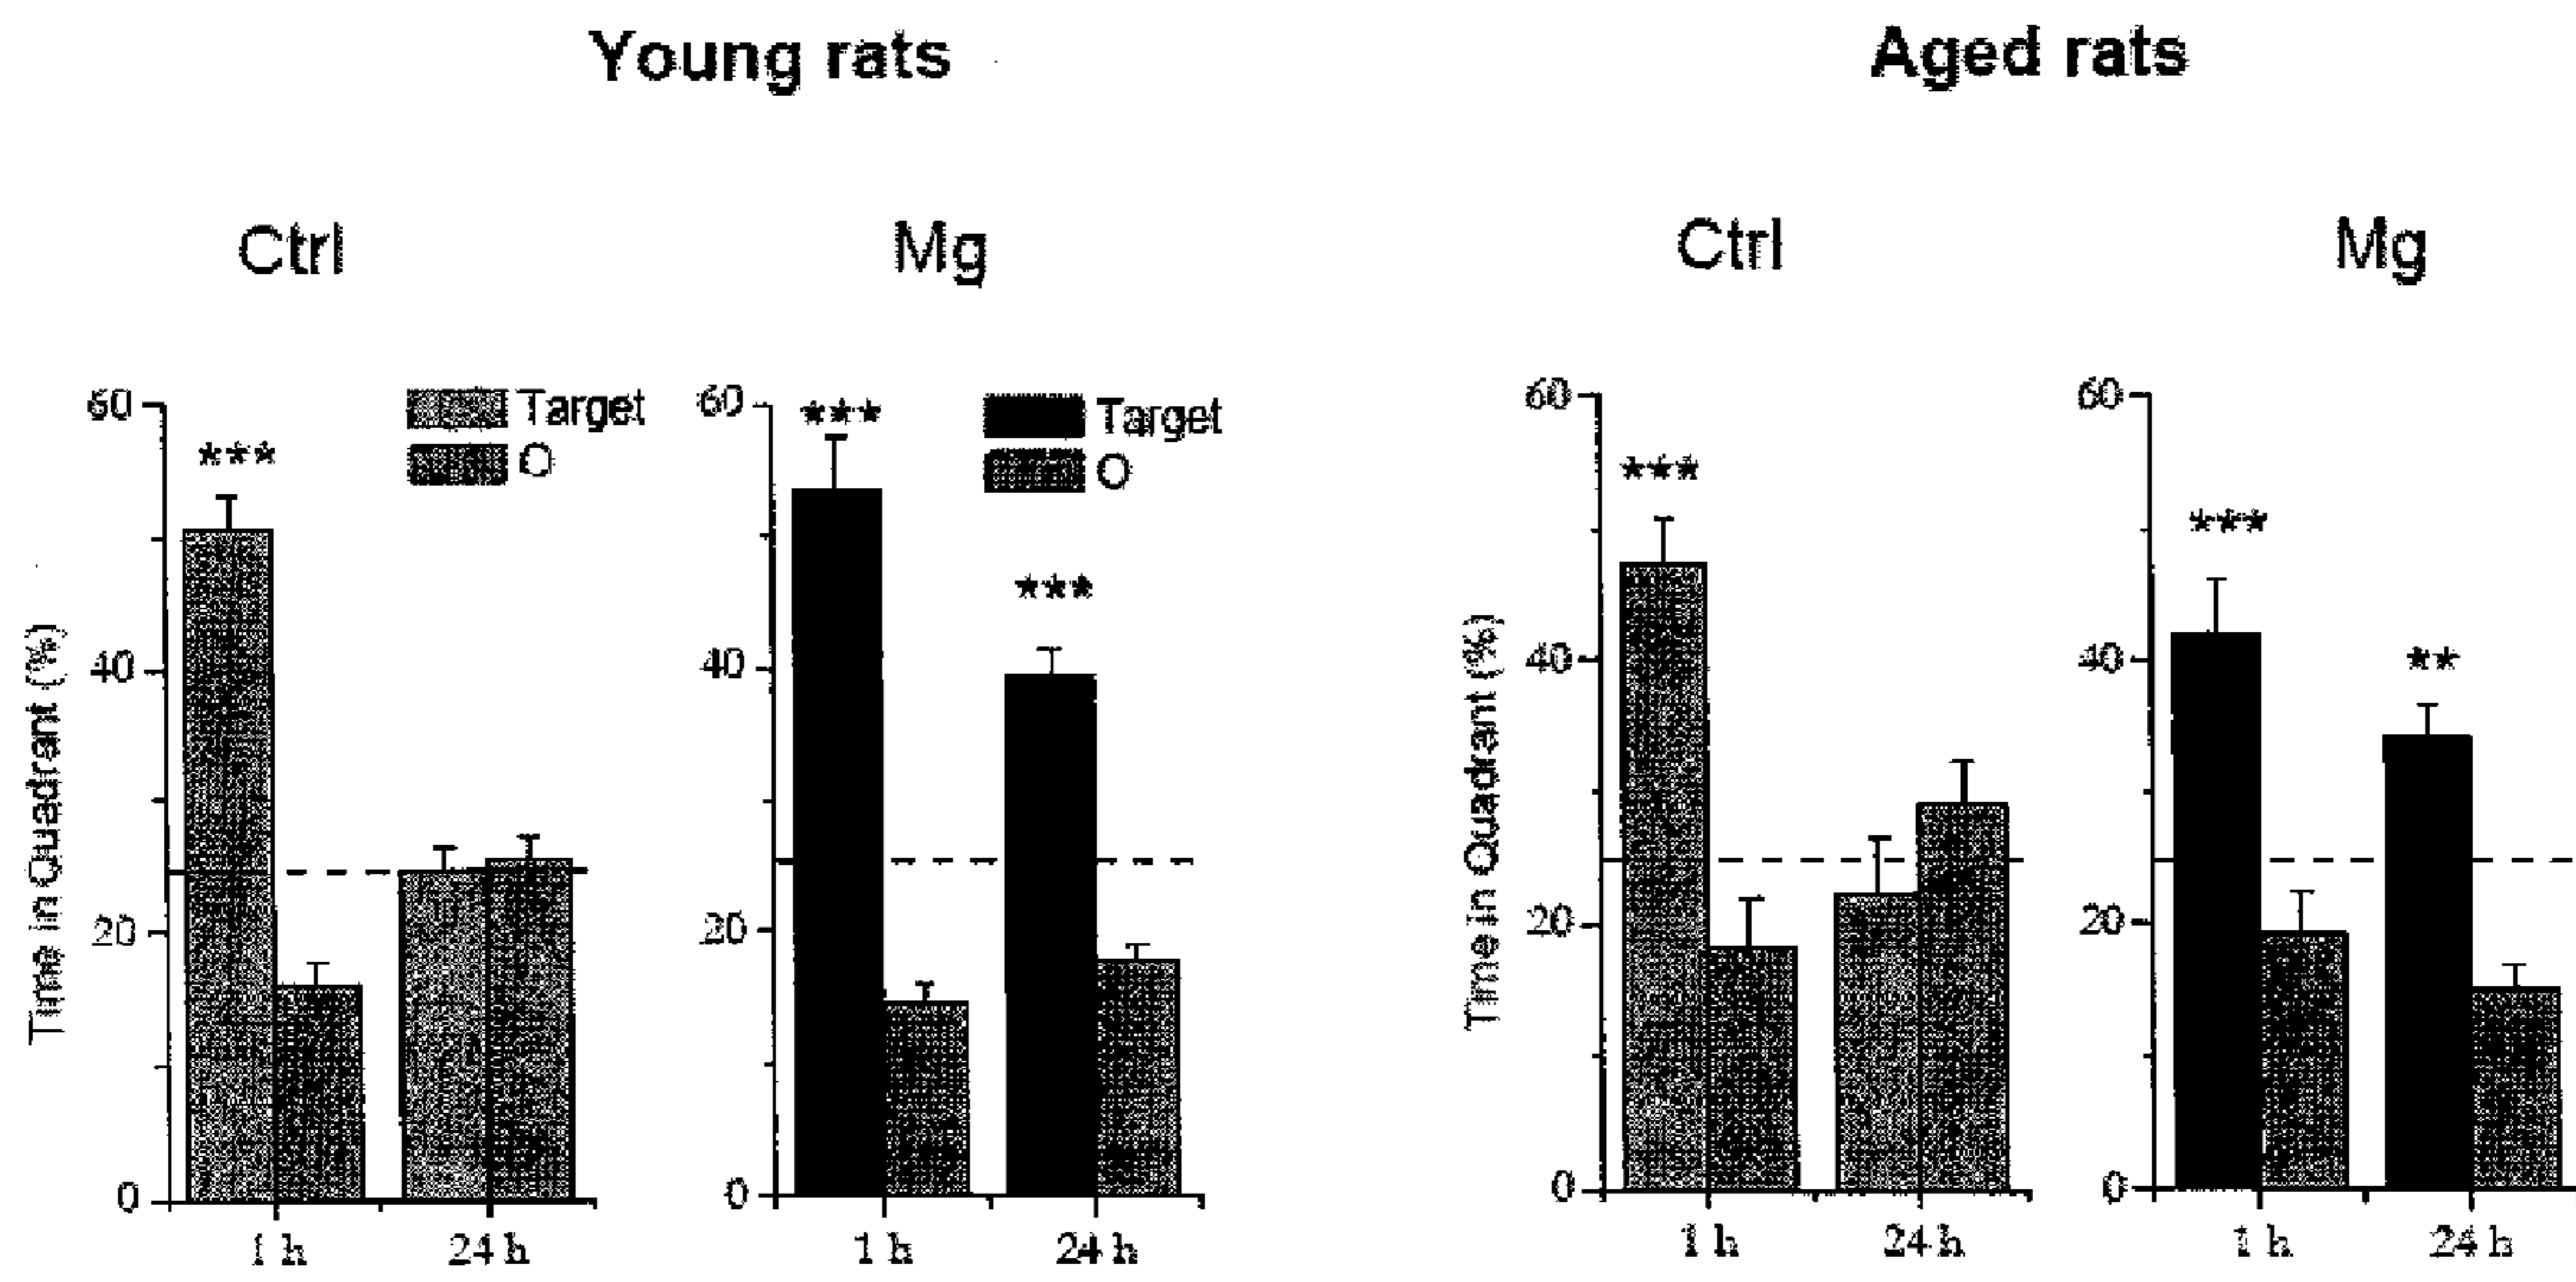 Young rats
Aged rats
Ctrl
Mg
Ctrl
Mg
Time in Quadrant (%)
60
40
20
0
***
Target
O
1 h
24 h
60
40
20
0
***
***
Target
O
1 h
24 h
Time in Quadrant (%)
60
40
20
0
***
1 h
24 h
60
40
20
0
***
**
1 h
24 h